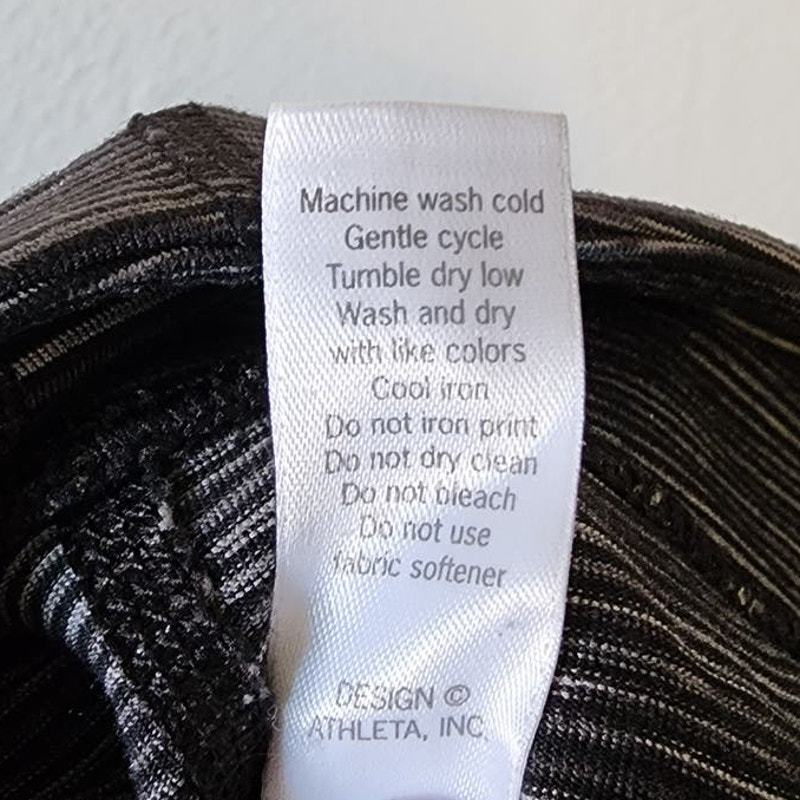 Machine wash cold
Gentle cycle
Tumble dry low
Wash and dry
with like colors
Cool iron
Do not iron print
Do not dry clean
Do not bleach
Do not use
fabric softener
DESIGN ©
ATHLETA, INC.